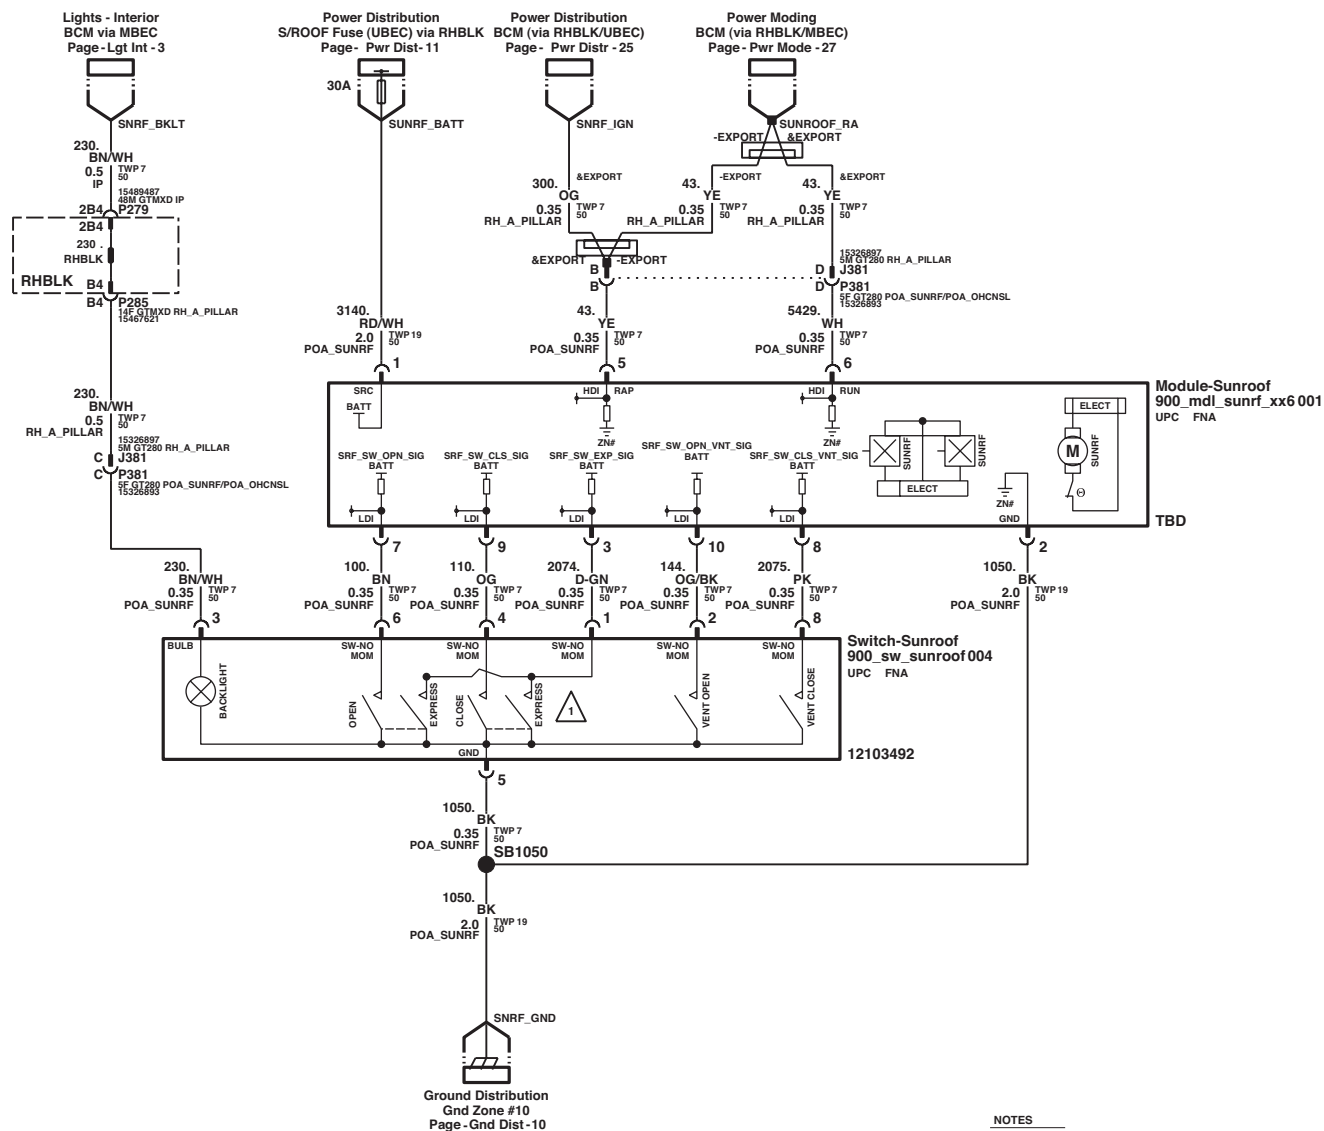 Lights - Interior
BCM via MBEC
Page - Lgt Int - 3
Power Distribution
S/ROOF Fuse (UBEC) via RHBLK
Page - Pwr Dist - 11
Power Distribution
BCM (via RHBLK/UBEC)
Page - Pwr Distr - 25
Power Moding
BCM (via RHBLK/MBEC)
Page - Pwr Mode - 27
30A
SNRF_BKLT
SUNRF_BATT
SNRF_IGN
SUNROOF_RA
-EXPORT
&EXPORT
230.
BN/WH
0.5
IP
TWP 7
50
15489487
48M GTMXD IP
2B4
P279
2B4
230 .
RHBLK
RHBLK
B4
B4
P285
14F GTMXD RH_A_PILLAR
15467621
300.
&EXPORT
OG
0.35
TWP 7
50
RH_A_PILLAR
43.
-EXPORT
YE
0.35
TWP 7
50
RH_A_PILLAR
43.
&EXPORT
YE
0.35
TWP 7
50
RH_A_PILLAR
&EXPORT
-EXPORT
B
B
15326897
5M GT280 RH_A_PILLAR
D
J381
D
P381
5F GT280 POA_SUNRF/POA_OHCNSL
15326893
3140.
RD/WH
2.0
TWP 19
50
POA_SUNRF
1
43.
YE
0.35
TWP 7
50
POA_SUNRF
5
5429.
WH
0.35
TWP 7
50
POA_SUNRF
6
230.
BN/WH
0.5
TWP 7
50
RH_A_PILLAR
15326897
5M GT280 RH_A_PILLAR
C
J381
C
P381
5F GT280 POA_SUNRF/POA_OHCNSL
15326893
Module-Sunroof
900_mdl_sunrf_xx6 001
UPC FNA
TBD
SRC
BATT
HDI
RAP
ZN#
HDI
RUN
ZN#
SUNRF
SUNRF
ELECT
ELECT
M
SUNRF
ZN#
GND
SRF_SW_OPN_SIG
BATT
LDI
SRF_SW_CLS_SIG
BATT
LDI
SRF_SW_EXP_SIG
BATT
LDI
SRF_SW_OPN_VNT_SIG
BATT
LDI
SRF_SW_CLS_VNT_SIG
BATT
LDI
7
9
3
10
8
2
230.
BN/WH
0.35
TWP 7
50
POA_SUNRF
3
100.
BN
0.35
TWP 7
50
POA_SUNRF
6
110.
OG
0.35
TWP 7
50
POA_SUNRF
4
2074.
D-GN
0.35
TWP 7
50
POA_SUNRF
1
144.
OG/BK
0.35
TWP 7
50
POA_SUNRF
2
2075.
PK
0.35
TWP 7
50
POA_SUNRF
8
1050.
BK
2.0
TWP 19
50
POA_SUNRF
Switch-Sunroof
900_sw_sunroof 004
UPC FNA
12103492
BULB
BACKLIGHT
SW-NO
MOM
SW-NO
MOM
SW-NO
MOM
SW-NO
MOM
SW-NO
MOM
OPEN
EXPRESS
CLOSE
EXPRESS
1
VENT OPEN
VENT CLOSE
GND
5
1050.
BK
0.35
TWP 7
50
POA_SUNRF
SB1050
1050.
BK
2.0
TWP 19
50
POA_SUNRF
SNRF_GND
Ground Distribution
Gnd Zone #10
Page - Gnd Dist - 10
NOTES